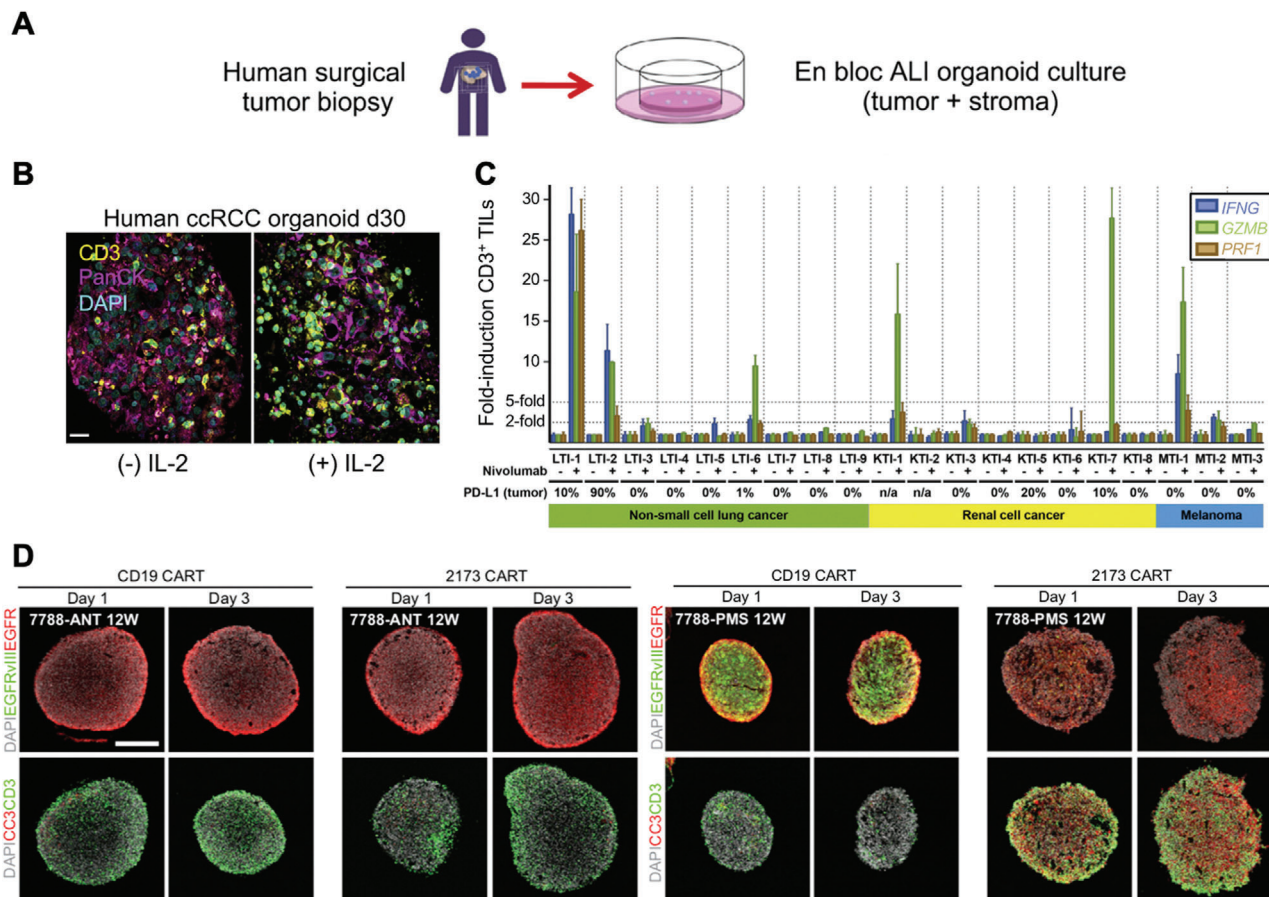 A
Human surgical
tumor biopsy
En bloc ALI organoid culture
(tumor + stroma)
B
Human ccRCC organoid d30
CD3
PanCK
DAPI
(-) IL-2
(+) IL-2
C
Fold-induction CD3+ TILs
30
25
20
15
10
5-fold
2-fold
0
IFNG
GZMB
PRF1
LTI-1 LTI-2 LTI-3 LTI-4 LTI-5 LTI-6 LTI-7 LTI-8 LTI-9 KTI-1 KTI-2 KTI-3 KTI-4 KTI-5 KTI-6 KTI-7 KTI-8 MTI-1 MTI-2 MTI-3
Nivolumab - + - + - + - + - + - + - + - + - + - + - + - + - + - + - + - + - + - + - + - +
PD-L1 (tumor) 10% 90% 0% 0% 0% 1% 0% 0% 0% n/a n/a 0% 0% 20% 0% 10% 0% 0% 0% 0%
Non-small cell lung cancer Renal cell cancer Melanoma
D
CD19 CART 2173 CART CD19 CART 2173 CART
Day 1 Day 3 Day 1 Day 3 Day 1 Day 3 Day 1 Day 3
7788-ANT 12W 7788-ANT 12W 7788-PMS 12W 7788-PMS 12W
DAPIEGFRvIIIEGFR
DAPIEGFRvIIIEGFR
DAPICC3CD3
DAPICC3CD3